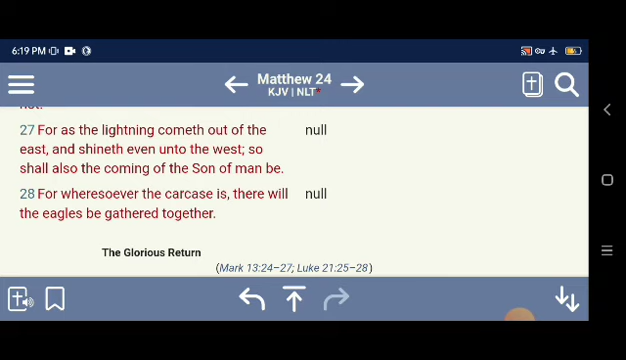 6:19 PM
Matthew 24
KJV | NLT*
not.
27 For as the lightning cometh out of the null
east, and shineth even unto the west; so
shall also the coming of the Son of man be.
28 For wheresoever the carcase is, there will null
the eagles be gathered together.
The Glorious Return
(Mark 13:24–27; Luke 21:25–28)